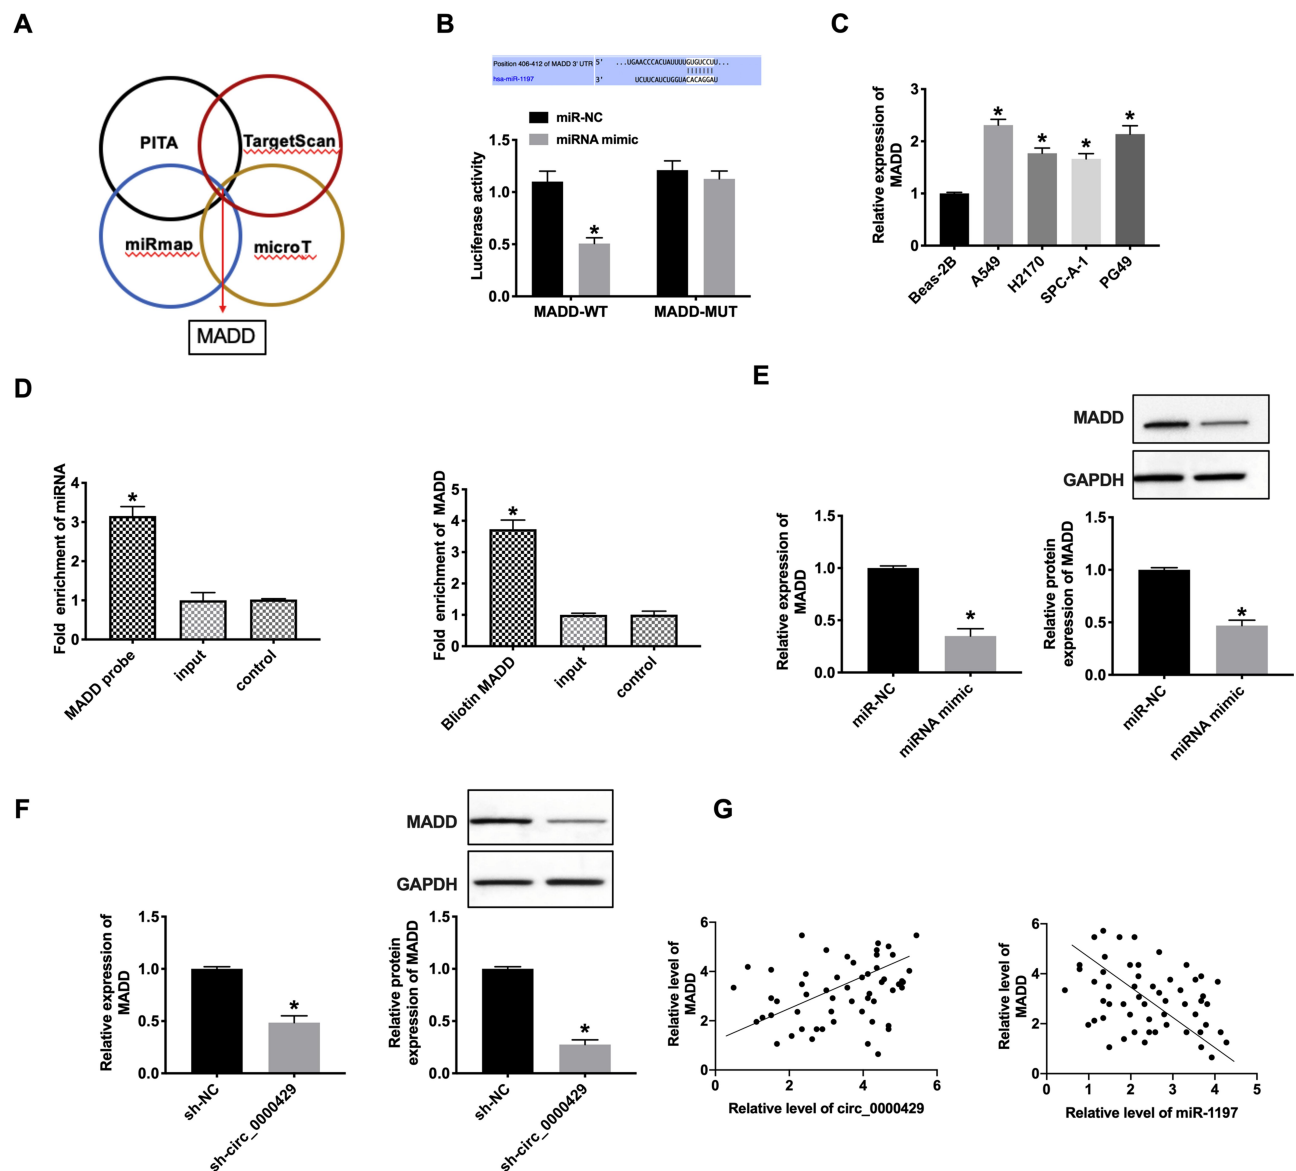 A
PITA
TargetScan
miRmap
microT
MADD
B
Position 406-412 of MADD 3' UTR 5' ...UGAACCCACUAUUUUGUGUCCUU...
hsa-miR-1197 3' UCUUCAUCUGGUACACAGGAU
miR-NC
miRNA mimic
Luciferase activity
1.5
1.0
0.5
0.0
MADD-WT
MADD-MUT
*
C
Relative expression of
MADD
3
2
1
0
* * * *
Beas-2B
A549
H2170
SPC-A-1
PG49
D
Fold enrichment of miRNA
4
3
2
1
0
*
MADD probe
input
control
Fold enrichment of MADD
5
4
3
2
1
0
*
Bliotin MADD
input
control
E
Relative expression of
MADD
1.5
1.0
0.5
0.0
*
miR-NC
miRNA mimic
MADD
GAPDH
Relative protein
expression of MADD
1.5
1.0
0.5
0.0
*
miR-NC
miRNA mimic
F
Relative expression of
MADD
1.5
1.0
0.5
0.0
*
sh-NC
sh-circ_0000429
MADD
GAPDH
Relative protein
expression of MADD
1.5
1.0
0.5
0.0
*
sh-NC
sh-circ_0000429
G
Relative level of
MADD
6
4
2
0
0 2 4 6
Relative level of circ_0000429
Relative level of
MADD
6
4
2
0
0 1 2 3 4 5
Relative level of miR-1197